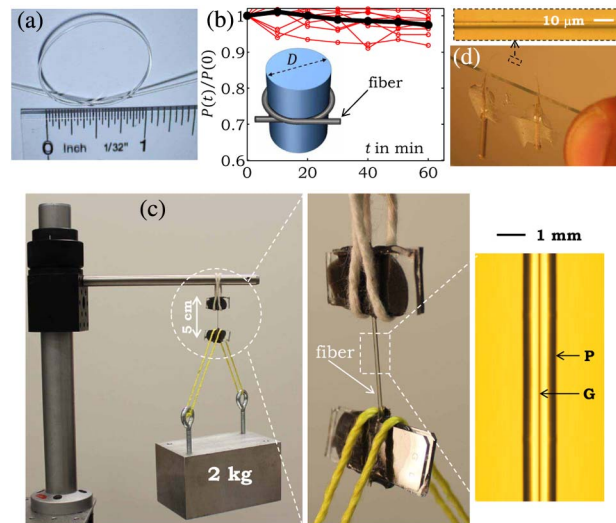 (a)
0 Inch 1/32" 1
(b)
P(t)/P(0)
1
0.9
0.8
0.7
0.6
D
fiber
t in min
0 20 40 60
10 μm
(d)
(c)
5 cm
2 kg
fiber
1 mm
P
G